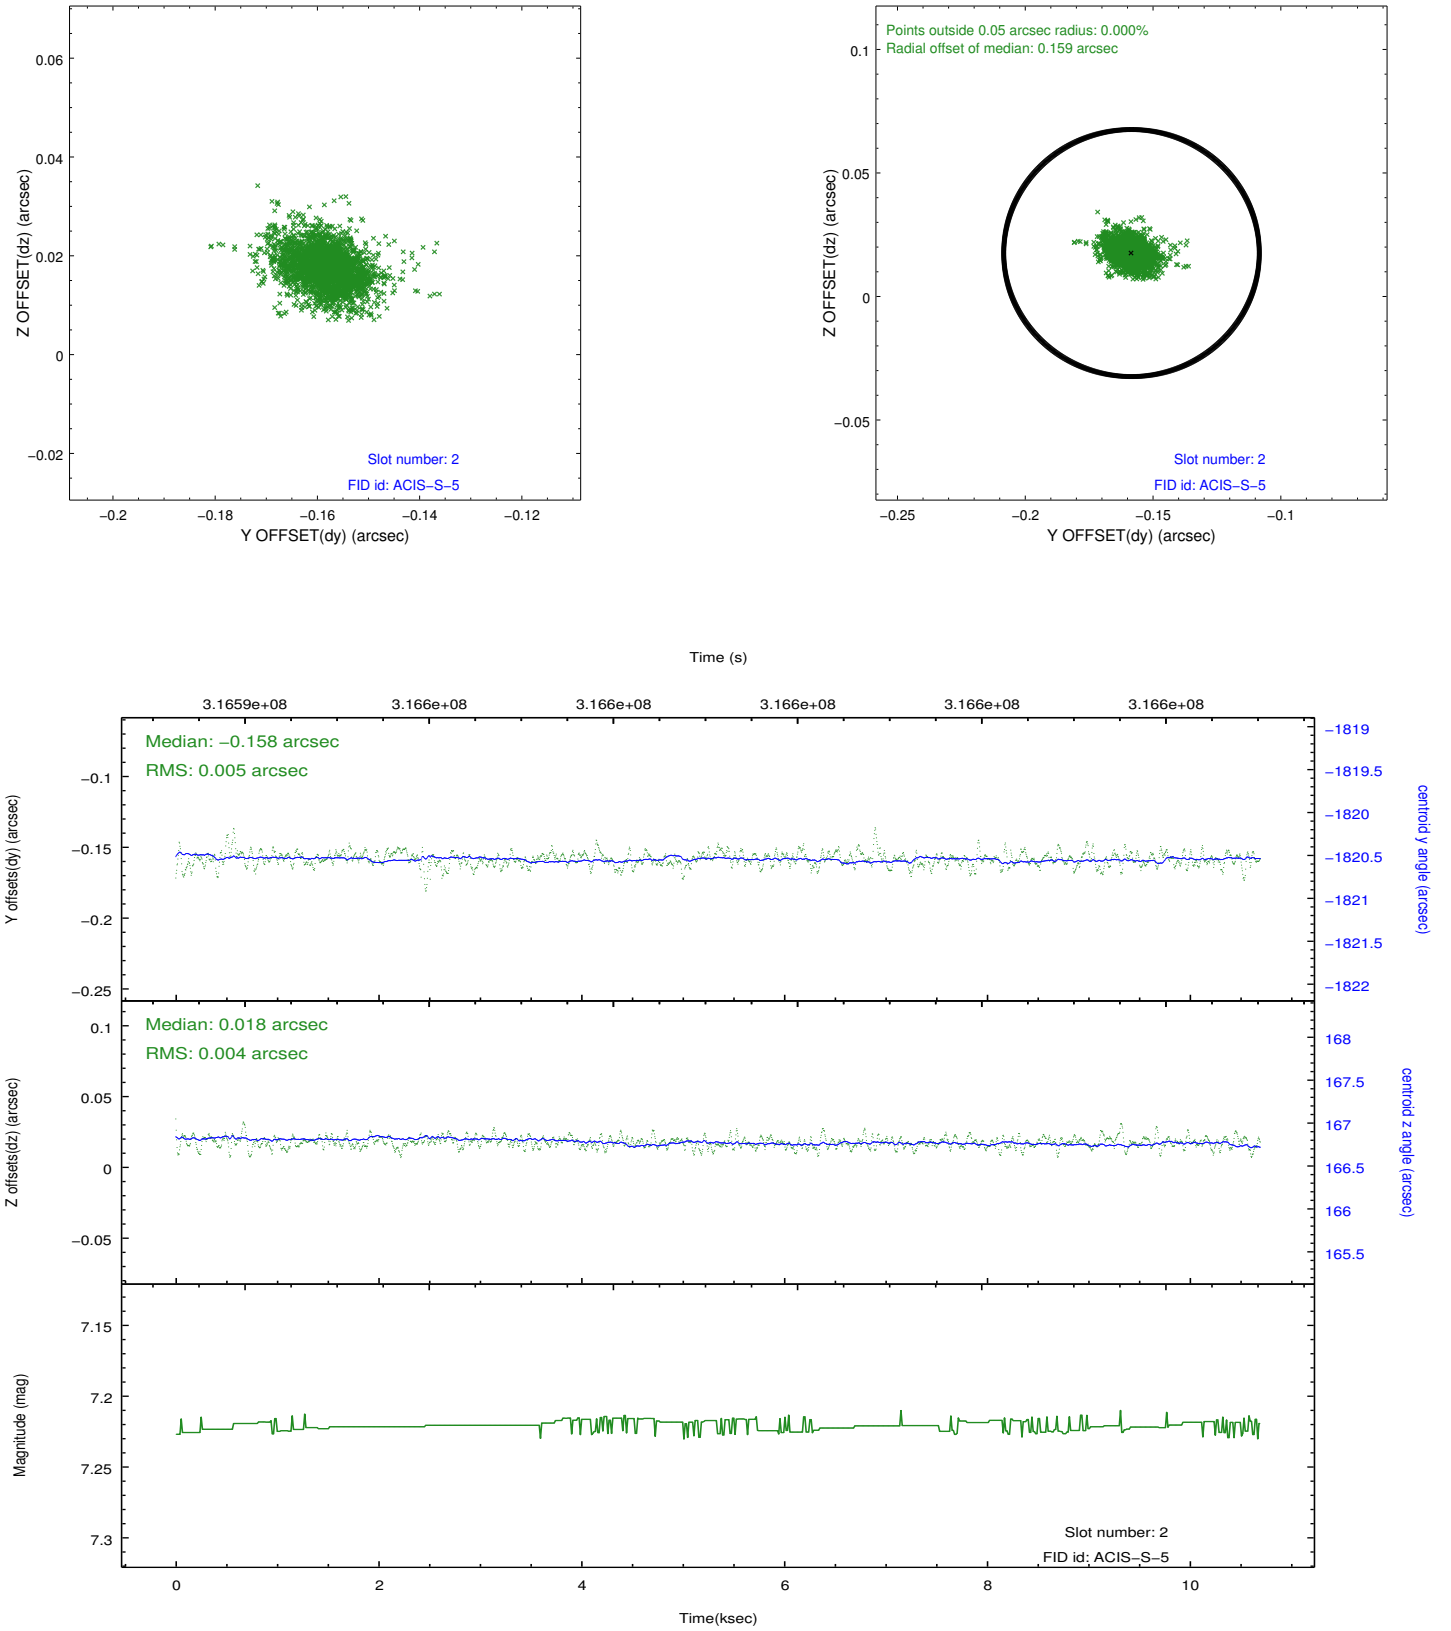 0.06
0.04
0.02
0
−0.02
Z OFFSET(dz) (arcsec)
Slot number: 2
FID id: ACIS−S−5
−0.2
−0.18
−0.16
−0.14
−0.12
Y OFFSET(dy) (arcsec)
Points outside 0.05 arcsec radius: 0.000%
Radial offset of median: 0.159 arcsec
0.1
0.05
0
−0.05
Z OFFSET(dz) (arcsec)
Slot number: 2
FID id: ACIS−S−5
−0.25
−0.2
−0.15
−0.1
Y OFFSET(dy) (arcsec)
Time (s)
3.1659e+08
3.166e+08
3.166e+08
3.166e+08
3.166e+08
3.166e+08
Median: −0.158 arcsec
RMS: 0.005 arcsec
−0.1
−0.15
−0.2
−0.25
Y offsets(dy) (arcsec)
−1819
−1819.5
−1820
−1820.5
−1821
−1821.5
−1822
centroid y angle (arcsec)
Median: 0.018 arcsec
RMS: 0.004 arcsec
0.1
0.05
0
−0.05
Z offsets(dz) (arcsec)
168
167.5
167
166.5
166
165.5
centroid z angle (arcsec)
7.15
7.2
7.25
7.3
Magnitude (mag)
Slot number: 2
FID id: ACIS−S−5
0
2
4
6
8
10
Time(ksec)